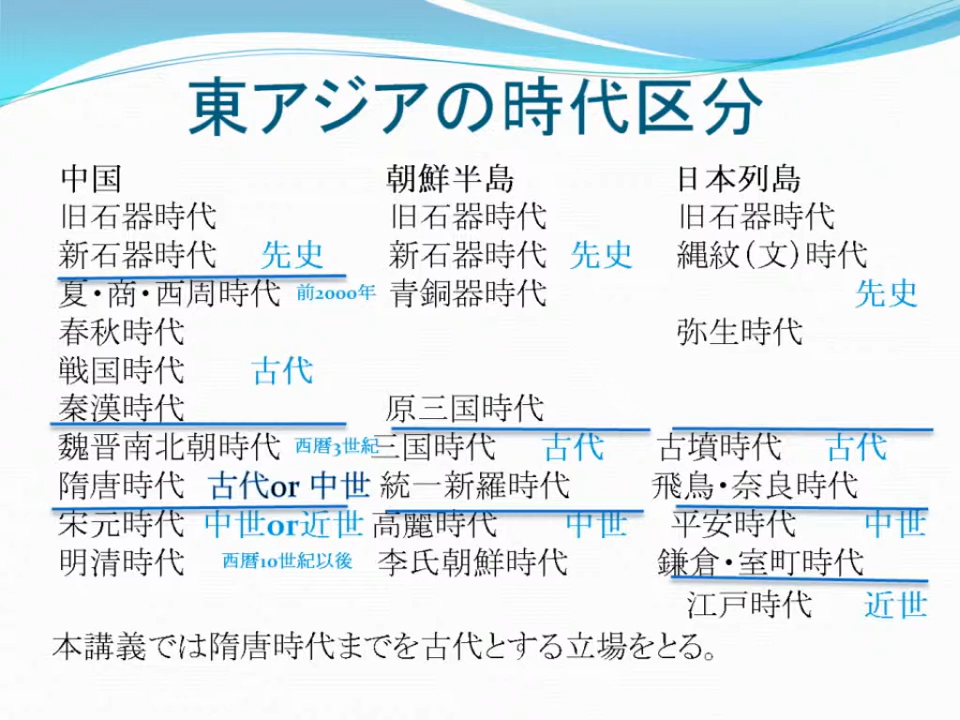 東アジアの時代区分
中国 朝鮮半島 日本列島
旧石器時代 旧石器時代 旧石器時代
新石器時代 先史 新石器時代 先史 縄紋（文）時代
夏・商・西周時代 前2000年 青銅器時代 先史
春秋時代 弥生時代
戦国時代 古代
秦漢時代 原三国時代
魏晋南北朝時代 西暦3世紀 三国時代 古代 古墳時代 古代
隋唐時代 古代or 中世 統一新羅時代 飛鳥・奈良時代
宋元時代 中世or近世 高麗時代 中世 平安時代 中世
明清時代 西暦10世紀以後 李氏朝鮮時代 鎌倉・室町時代
江戸時代 近世
本講義では隋唐時代までを古代とする立場をとる。